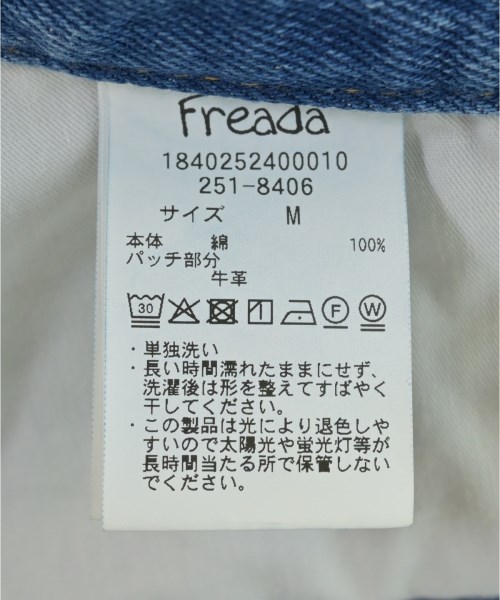 Freada
1840252400010
251-8406
サイズ M
本体 綿 100%
パッチ部分
牛革
30 F W
・単独洗い
・長い時間濡れたままにせず、
洗濯後は形を整えてすばやく
干してください。
・この製品は光により退色しや
すいので太陽光や蛍光灯等が
長時間当たる所で保管しない
でください。